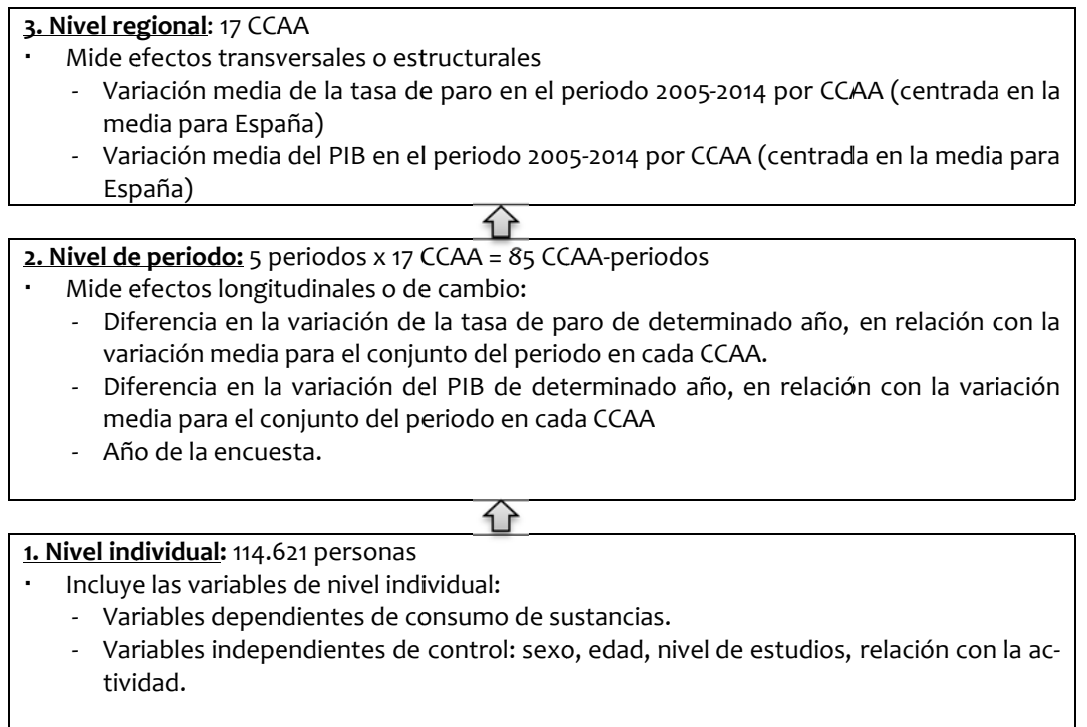 3. Nivel regional: 17 CCAA
▪ Mide efectos transversales o estructurales
- Variación media de la tasa de paro en el periodo 2005-2014 por CCAA (centrada en la
media para España)
- Variación media del PIB en el periodo 2005-2014 por CCAA (centrada en la media para
España)
2. Nivel de periodo: 5 periodos x 17 CCAA = 85 CCAA-periodos
▪ Mide efectos longitudinales o de cambio:
- Diferencia en la variación de la tasa de paro de determinado año, en relación con la
variación media para el conjunto del periodo en cada CCAA.
- Diferencia en la variación del PIB de determinado año, en relación con la variación
media para el conjunto del periodo en cada CCAA
- Año de la encuesta.
1. Nivel individual: 114.621 personas
▪ Incluye las variables de nivel individual:
- Variables dependientes de consumo de sustancias.
- Variables independientes de control: sexo, edad, nivel de estudios, relación con la ac-
tividad.